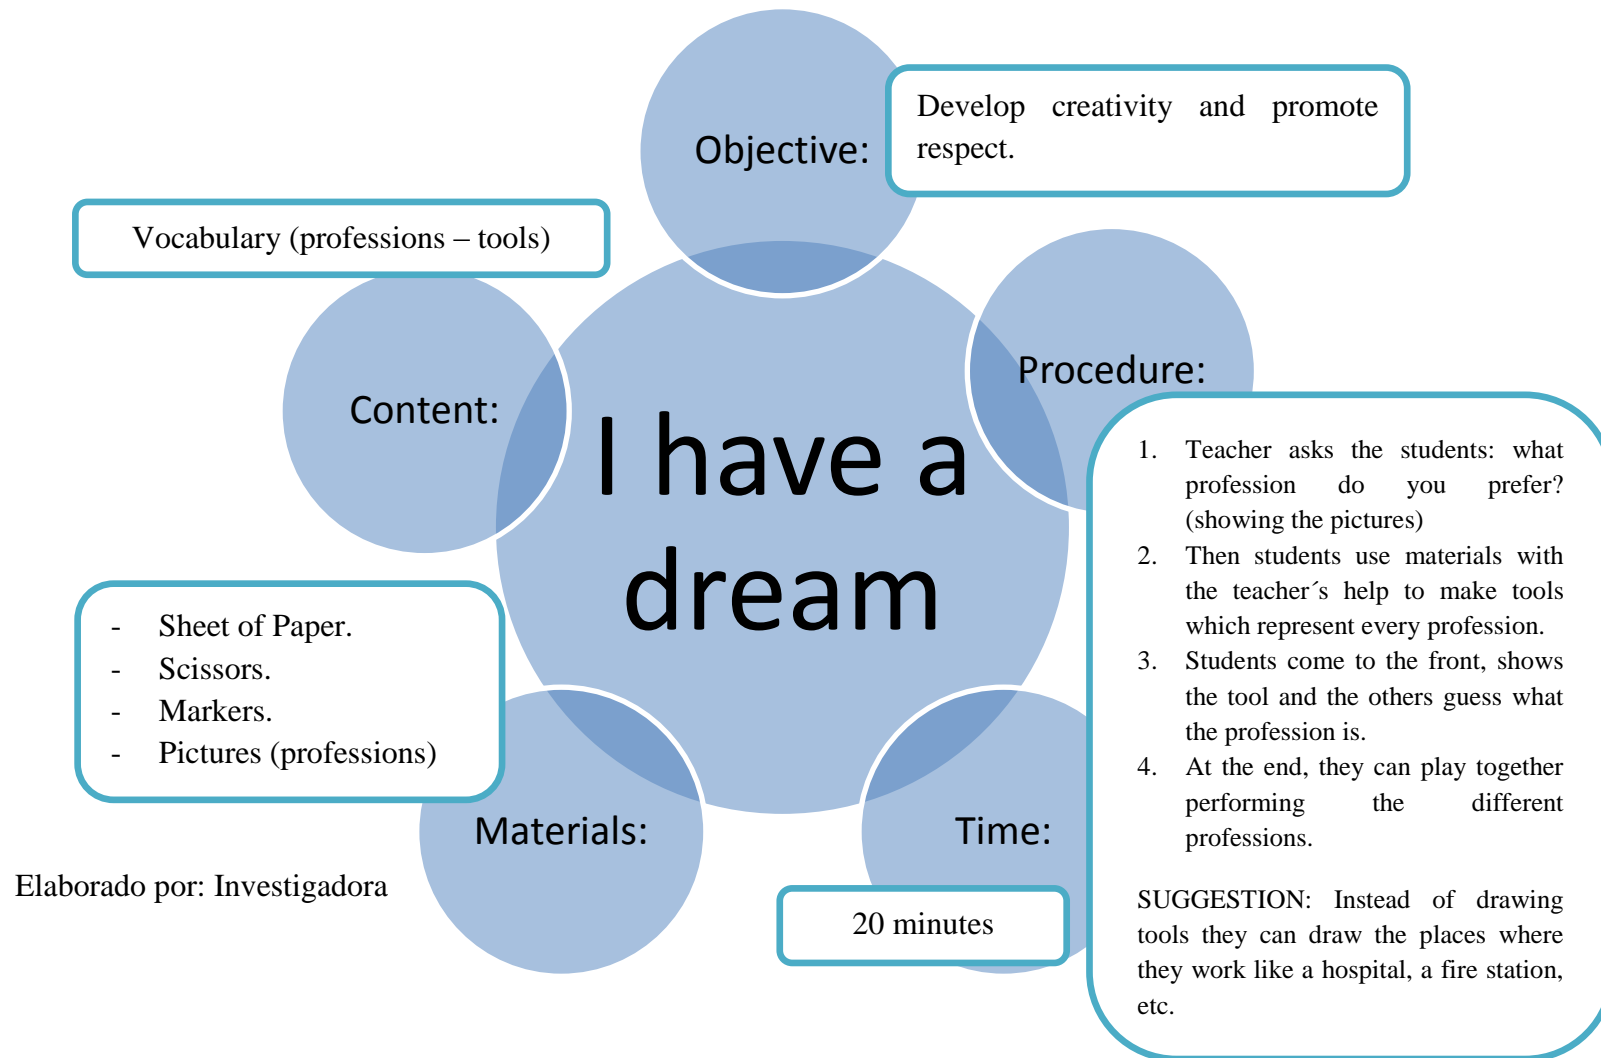 Objective:
Develop creativity and promote
respect.
Vocabulary (professions – tools)
Content:
Procedure:
I have a
dream
1. Teacher asks the students: what
profession do you prefer?
(showing the pictures)
2. Then students use materials with
the teacher´s help to make tools
which represent every profession.
3. Students come to the front, shows
the tool and the others guess what
the profession is.
4. At the end, they can play together
performing the different
professions.
SUGGESTION: Instead of drawing
tools they can draw the places where
they work like a hospital, a fire station,
etc.
- Sheet of Paper.
- Scissors.
- Markers.
- Pictures (professions)
Materials:
Time:
20 minutes
Elaborado por: Investigadora